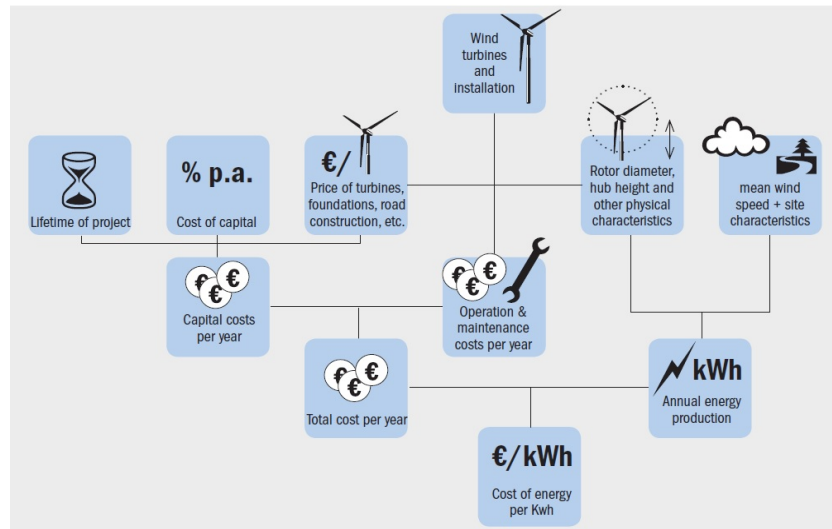 Wind
turbines
and
installation
% p.a.
€/
Lifetime of project
Cost of capital
Price of turbines,
foundations, road
construction, etc.
Rotor diameter,
hub height and
other physical
characteristics
mean wind
speed + site
characteristics
€
€
€
Capital costs
per year
€
€
€
Operation &
maintenance
costs per year
€
€
€
Total cost per year
kWh
Annual energy
production
€/kWh
Cost of energy
per Kwh